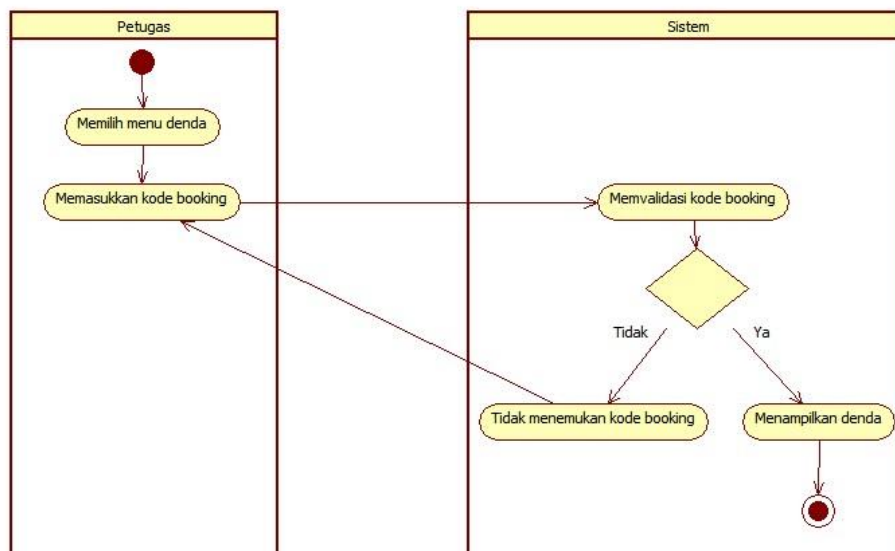 Petugas
Sistem
Memilih menu denda
Memasukkan kode booking
Memvalidasi kode booking
Tidak
Ya
Tidak menemukan kode booking
Menampilkan denda